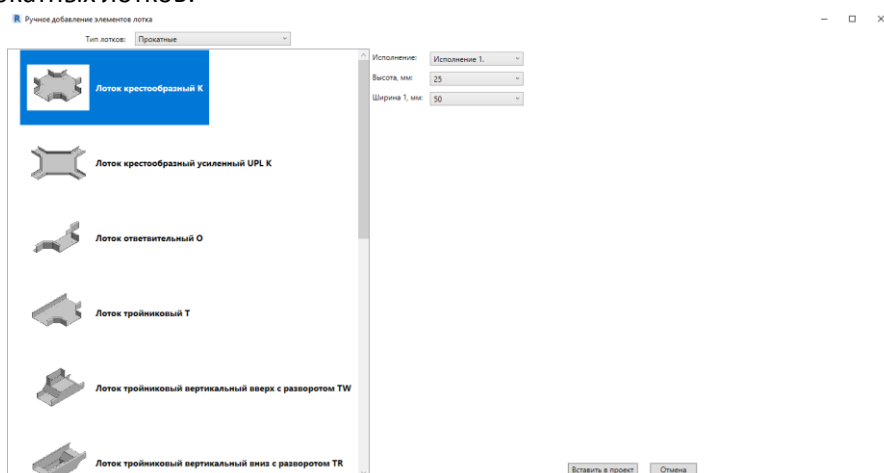 окатных лотков.
Ручное добавление элементов лотка
Тип лотков: Прокатные
Лоток крестообразный К
Лоток крестообразный усиленный UPL К
Лоток ответвительный О
Лоток тройниковый Т
Лоток тройниковый вертикальный вверх с разворотом TW
Лоток тройниковый вертикальный вниз с разворотом TR
Исполнение: Исполнение 1.
Высота, мм: 25
Ширина 1, мм: 50
Вставить в проект Отмена